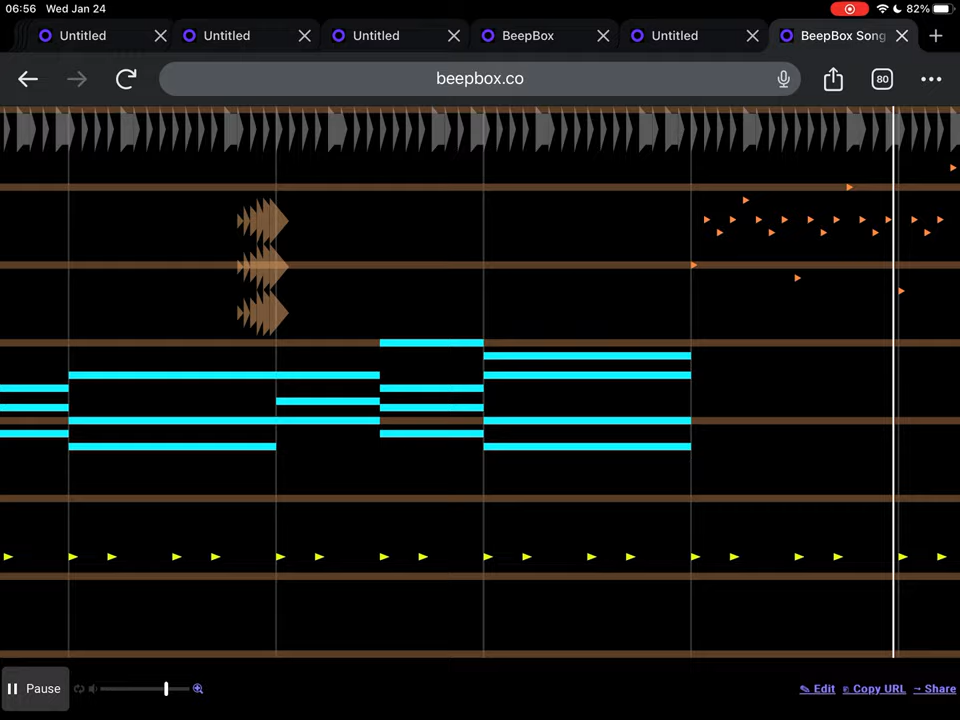 06:56 Wed Jan 24
82%
Untitled
Untitled
Untitled
BeepBox
Untitled
BeepBox Song
beepbox.co
80
Pause
Edit
Copy URL
Share